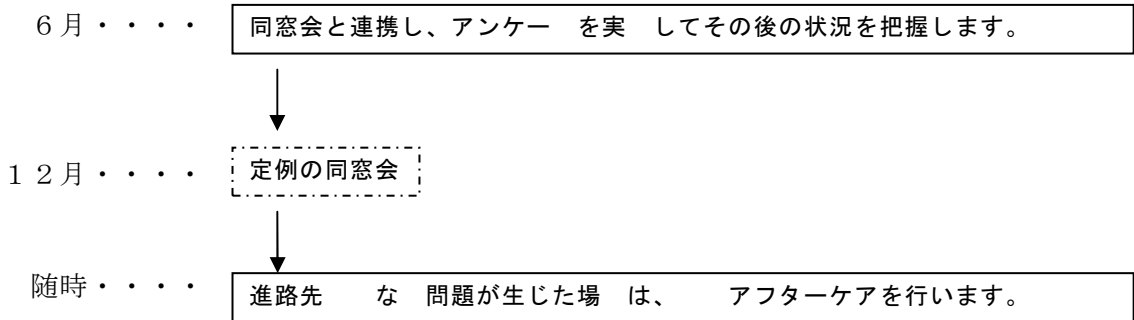 6月・・・・ 同窓会と連携し、アンケー を実 してその後の状況を把握します。
12月・・・・ 定例の同窓会
随時・・・・ 進路先 な 問題が生じた場 は、 アフターケアを行います。